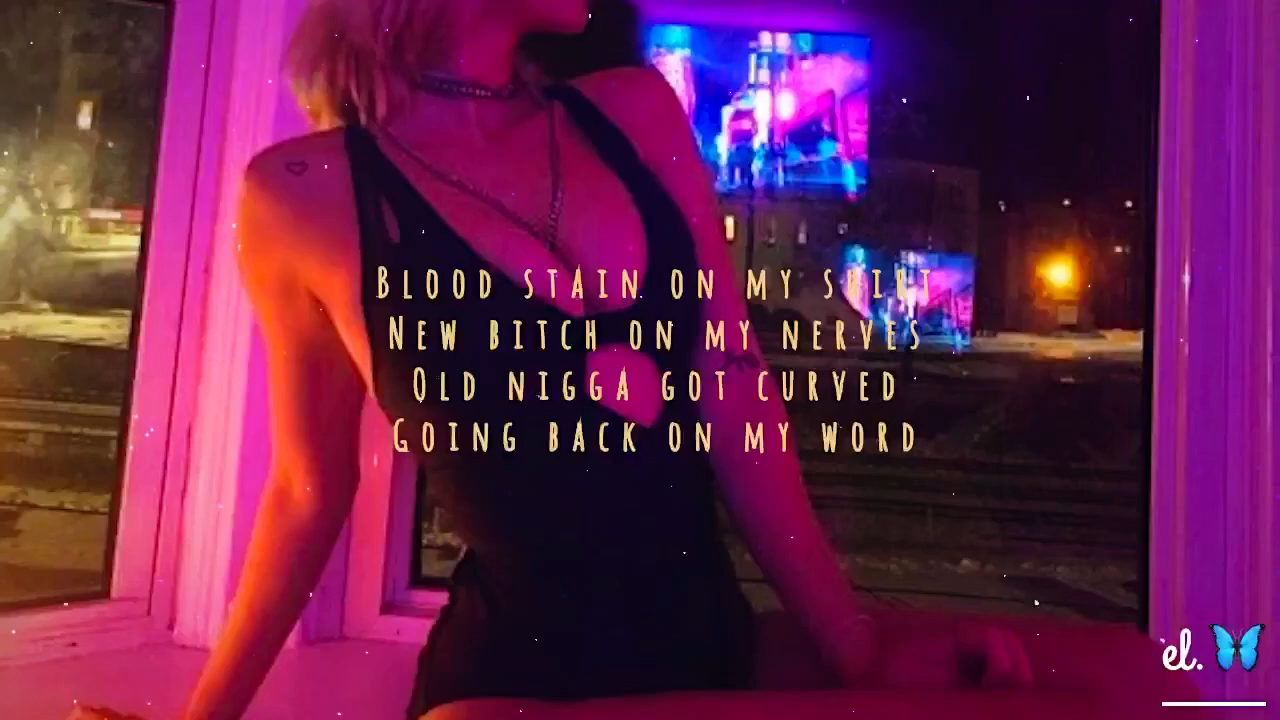 Blood stain on my shirt
New bitch on my nerves
Old nigga got curved
Going back on my word
el. 🦋